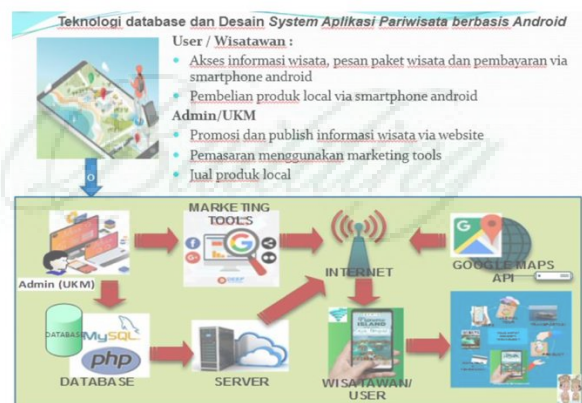 Teknologi database dan Desain System Aplikasi Pariwisata berbasis Android
User / Wisatawan :
Akses informasi wisata, pesan paket wisata dan pembayaran via
smartphone android
Pembelian produk local via smartphone android
Admin/UKM
Promosi dan publish informasi wisata via website
Pemasaran menggunakan marketing tools
Jual produk local
MARKETING
TOOLS
INTERNET
GOOGLE MAPS
API
Admin (UKM)
DATABASE
MySQL
php
DATABASE
SERVER
ISLAND
WISATAWAN/
USER